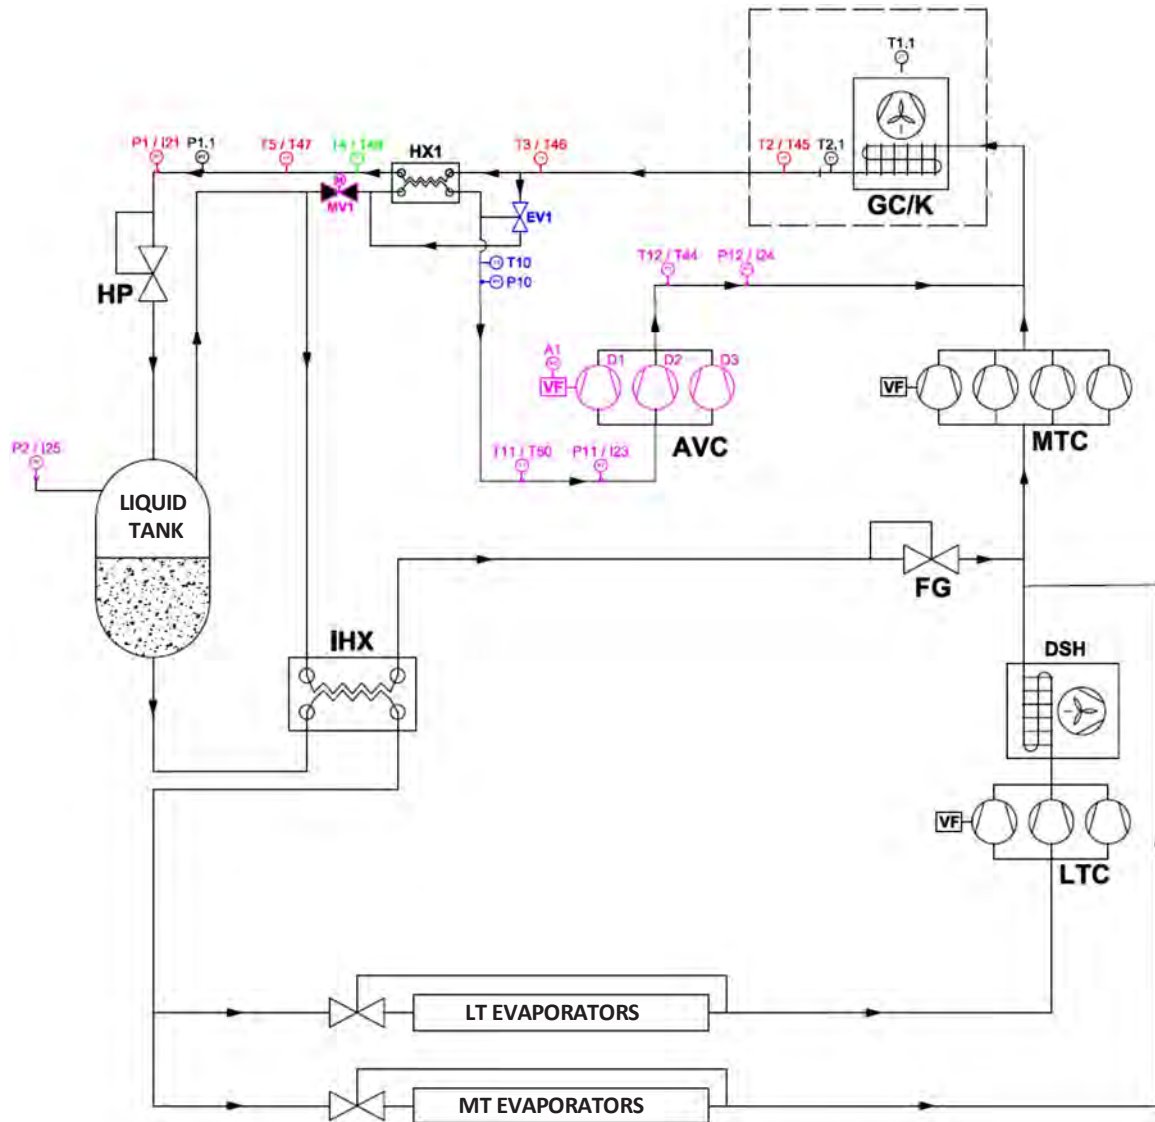 T1.1
P1 / I21
P1.1
T5 / T47
HX1
T3 / T46
T2 / T45
T2.1
GC/K
M
MV1
EV1
T10
P10
HP
T12 / T44
P12 / I24
A1
VF
D1
D2
D3
AVC
VF
MTC
P2 / I25
T11 / T50
P11 / I23
LIQUID
TANK
FG
IHX
DSH
VF
LTC
LT EVAPORATORS
MT EVAPORATORS